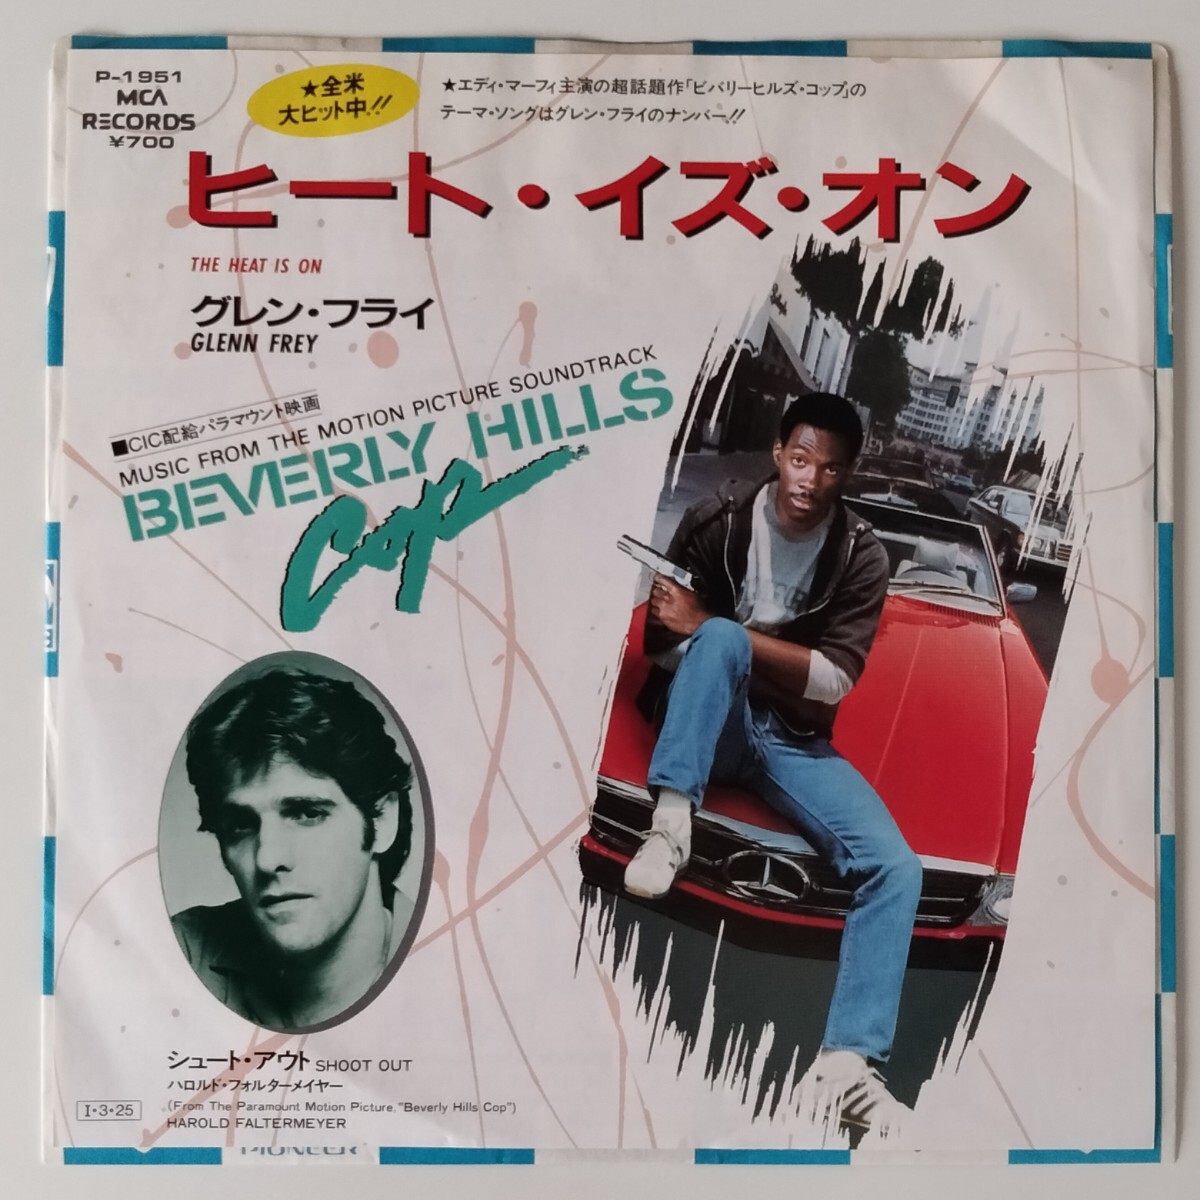 P-1951
MCA
RECORDS
¥700
★全米
大ヒット中!!
★エディ・マーフィ主演の超話題作「ビバリーヒルズ・コップ」の
テーマ・ソングはグレン・フライのナンバー!!
ヒート・イズ・オン
THE HEAT IS ON
グレン・フライ
GLENN FREY
■CIC配給パラマウント映画
MUSIC FROM THE MOTION PICTURE SOUNDTRACK
BEVERLY HILLS
Cop
シュート・アウト SHOOT OUT
ハロルド・フォルターメイヤー
(From The Paramount Motion Picture, "Beverly Hills Cop")
HAROLD FALTERMEYER
I・3・25
PIONEER